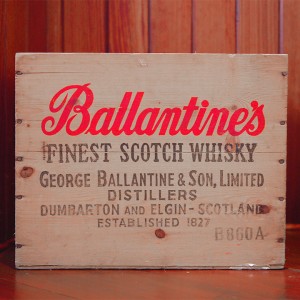 Ballantine's
FINEST SCOTCH WHISKY
GEORGE BALLANTINE & SON, LIMITED
DISTILLERS
DUMBARTON AND ELGIN - SCOTLAND
ESTABLISHED 1827
B660A